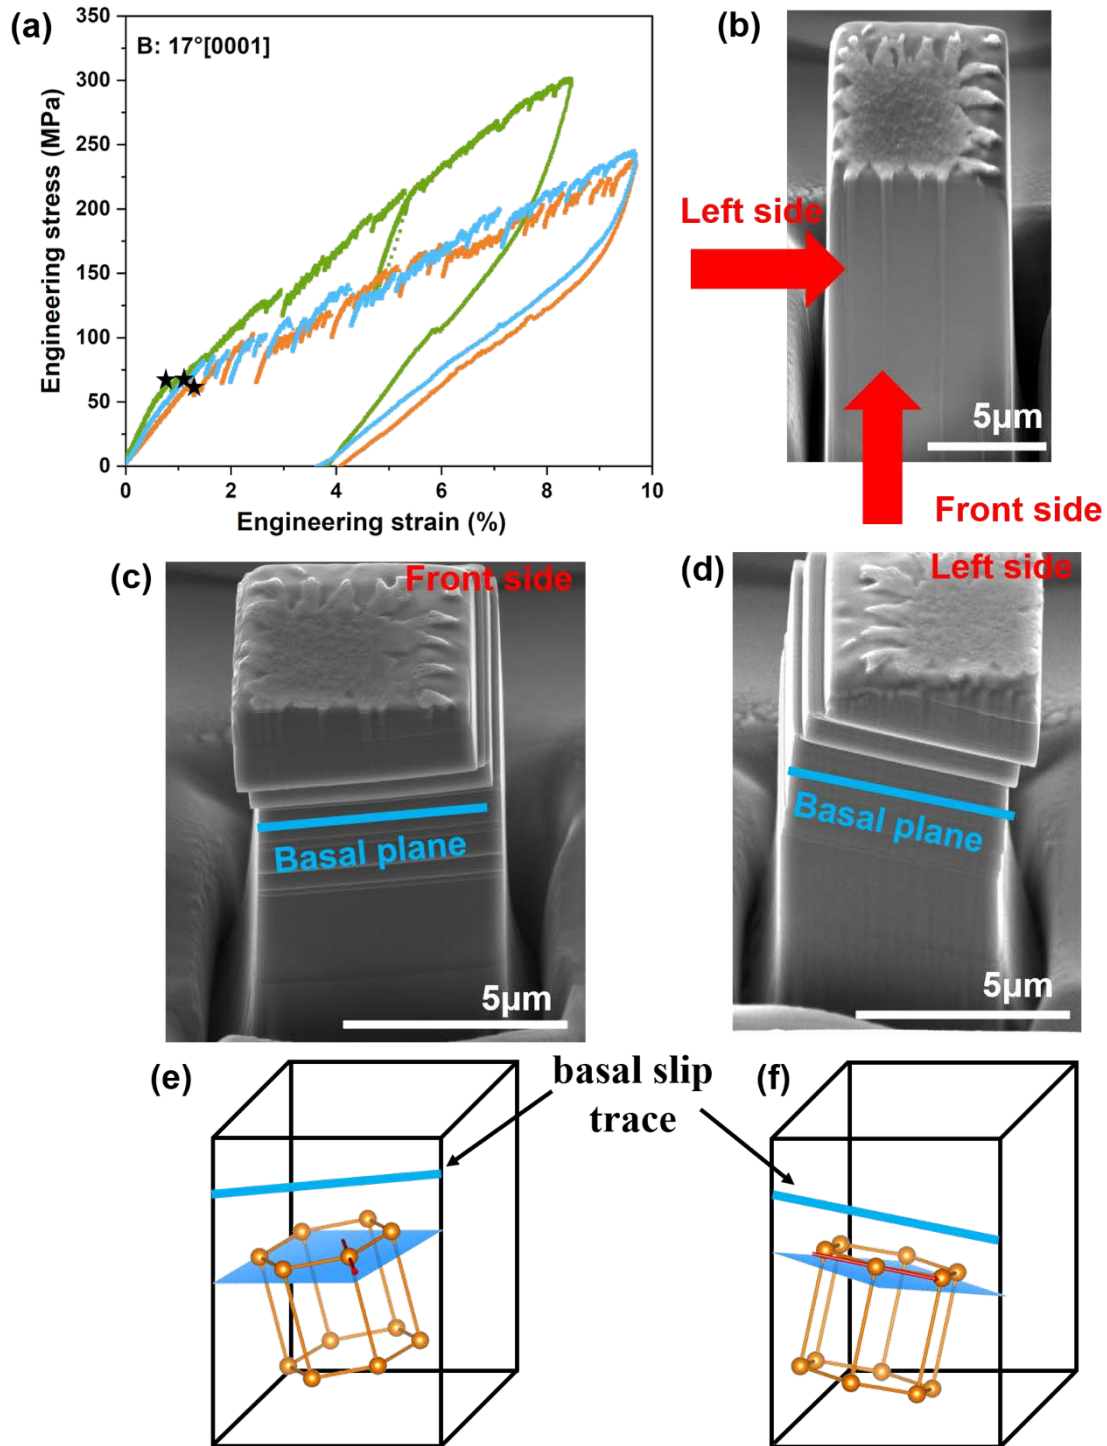 (a)
B: 17°[0001]
350
300
250
200
150
100
50
0
0
2
4
6
8
10
Engineering stress (MPa)
Engineering strain (%)
(b)
Left side
5μm
Front side
(c)
Front side
Basal plane
5μm
(d)
Left side
Basal plane
5μm
(e)
basal slip
trace
(f)